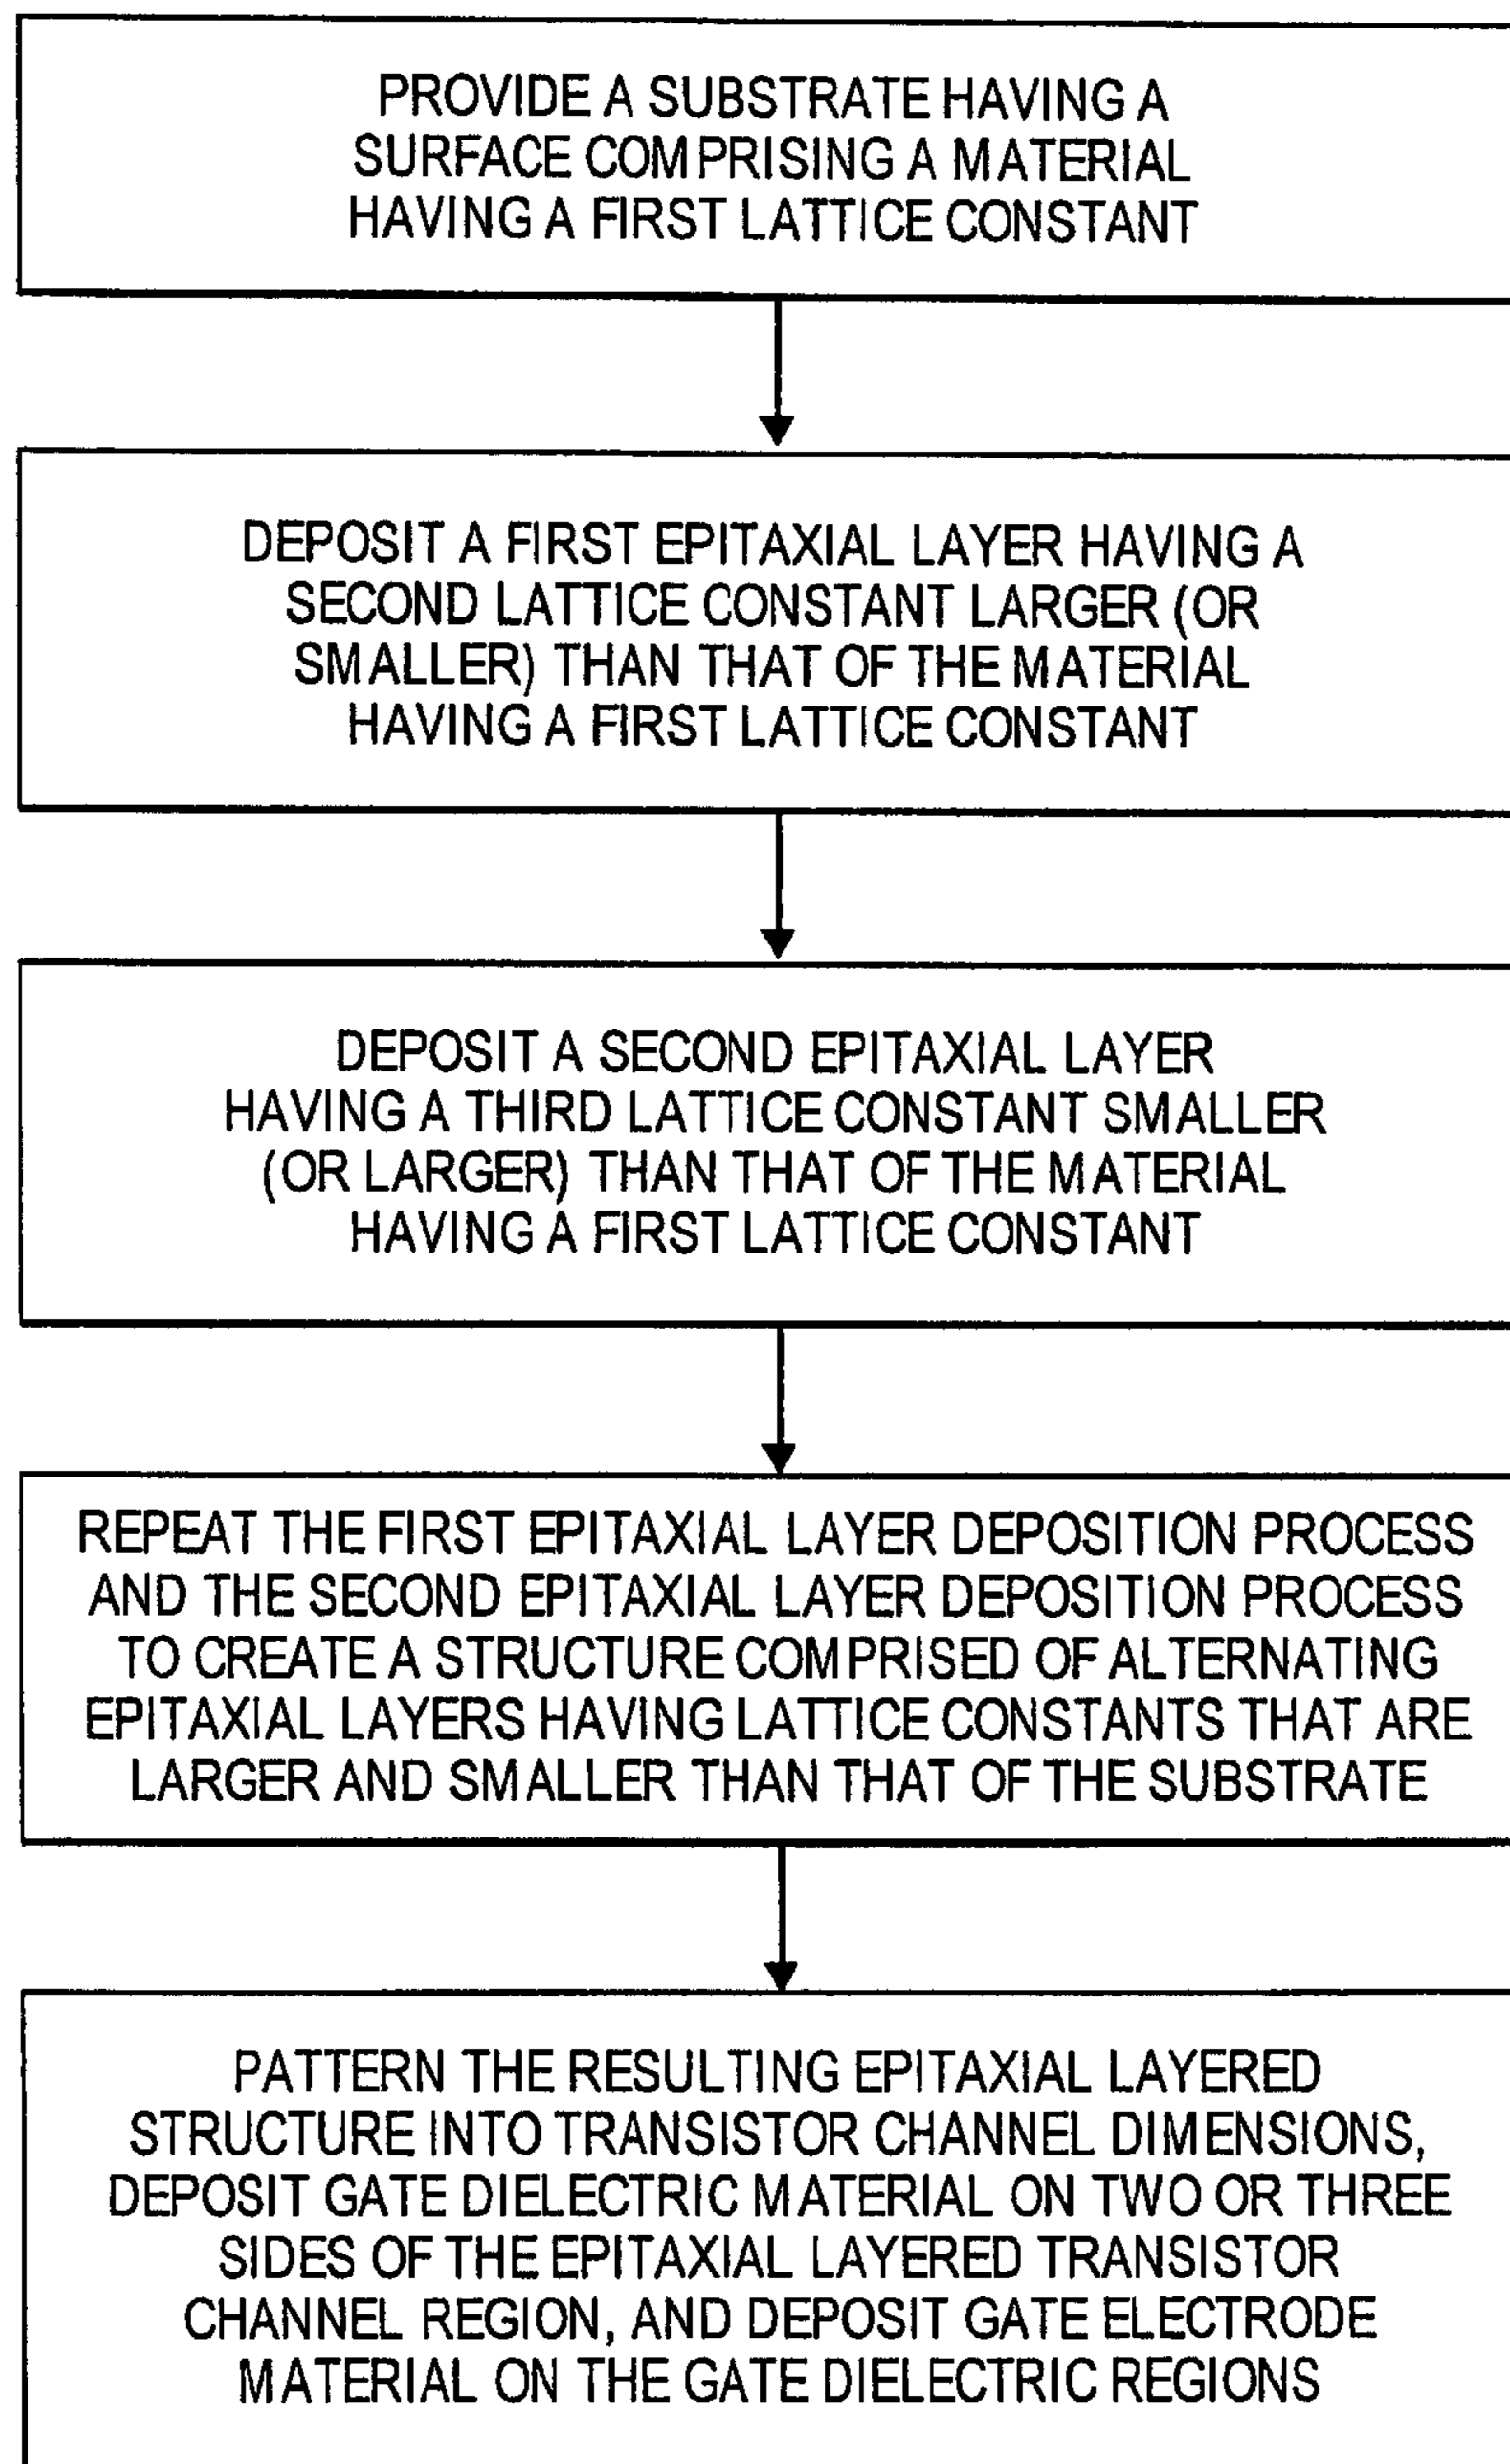 PROVIDE A SUBSTRATE HAVING A
SURFACE COMPRISING A MATERIAL
HAVING A FIRST LATTICE CONSTANT
DEPOSIT A FIRST EPITAXIAL LAYER HAVING A
SECOND LATTICE CONSTANT LARGER (OR
SMALLER) THAN THAT OF THE MATERIAL
HAVING A FIRST LATTICE CONSTANT
DEPOSIT A SECOND EPITAXIAL LAYER
HAVING A THIRD LATTICE CONSTANT SMALLER
(OR LARGER) THAN THAT OF THE MATERIAL
HAVING A FIRST LATTICE CONSTANT
REPEAT THE FIRST EPITAXIAL LAYER DEPOSITION PROCESS
AND THE SECOND EPITAXIAL LAYER DEPOSITION PROCESS
TO CREATE A STRUCTURE COMPRISED OF ALTERNATING
EPITAXIAL LAYERS HAVING LATTICE CONSTANTS THAT ARE
LARGER AND SMALLER THAN THAT OF THE SUBSTRATE
PATTERN THE RESULTING EPITAXIAL LAYERED
STRUCTURE INTO TRANSISTOR CHANNEL DIMENSIONS,
DEPOSIT GATE DIELECTRIC MATERIAL ON TWO OR THREE
SIDES OF THE EPITAXIAL LAYERED TRANSISTOR
CHANNEL REGION, AND DEPOSIT GATE ELECTRODE
MATERIAL ON THE GATE DIELECTRIC REGIONS